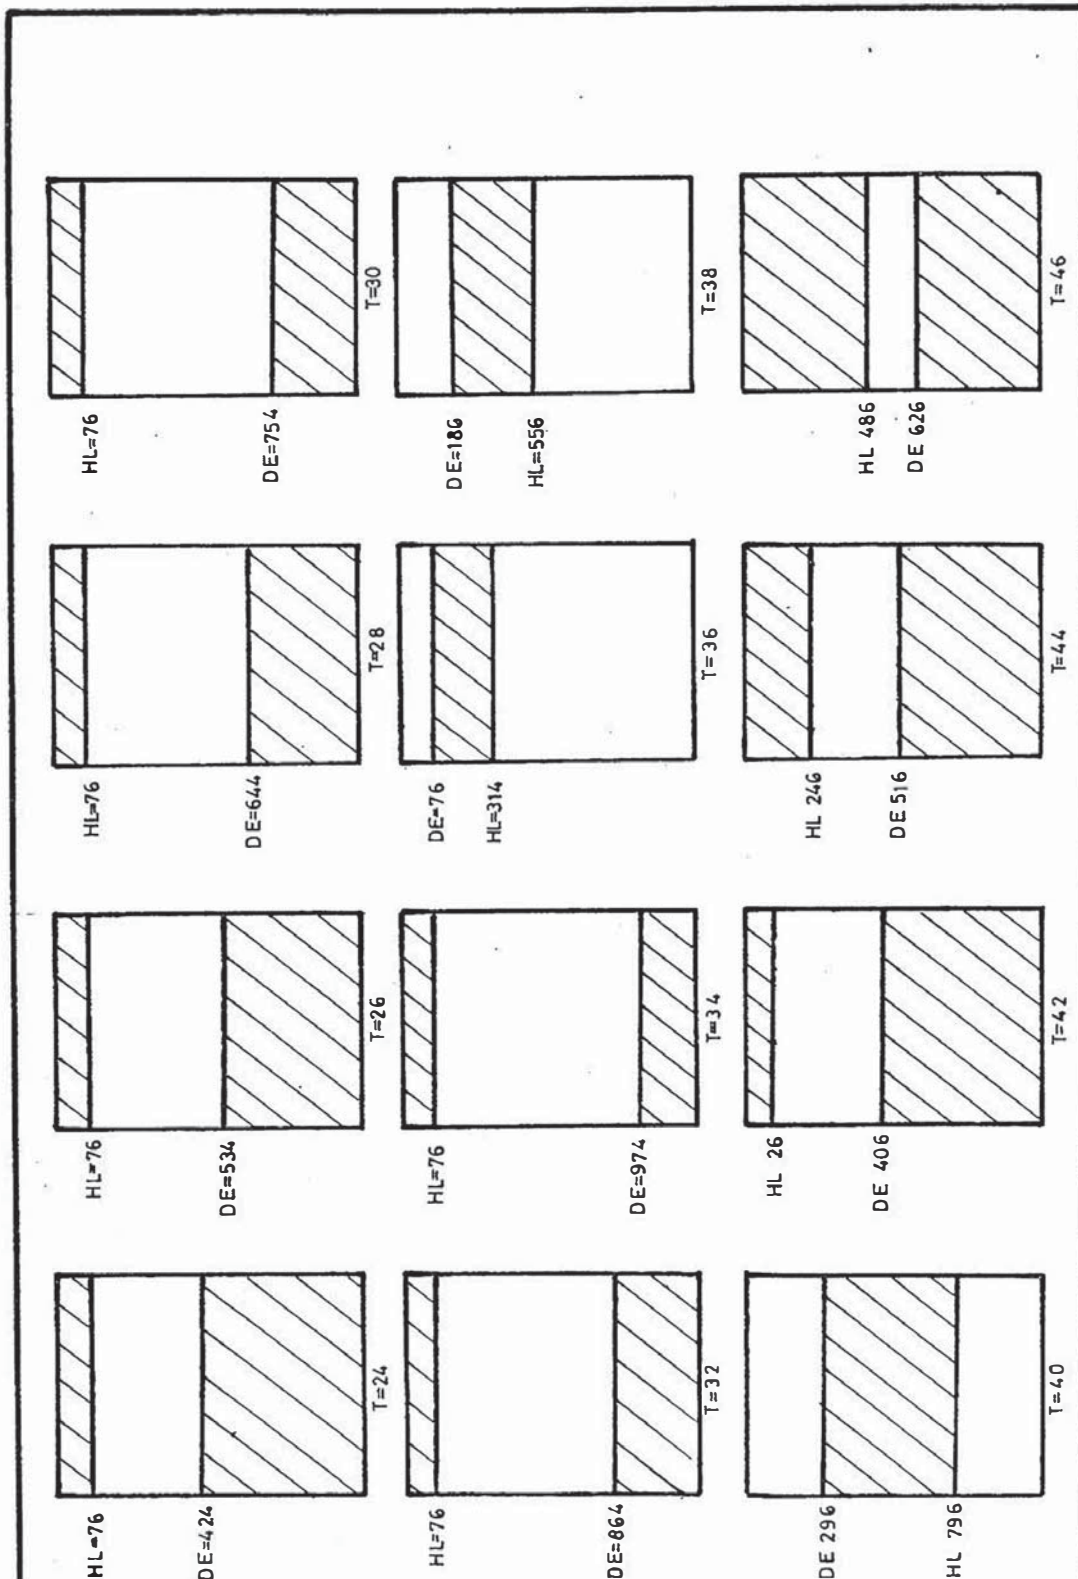 HL=76
DE=424
T=24
HL=76
DE=534
T=26
HL=76
DE=644
T=28
HL=76
DE=754
T=30
HL=76
DE=864
T=32
HL=76
DE=974
T=34
DE=76
HL=314
T=36
DE=186
HL=556
T=38
DE 296
HL 796
T=40
HL 26
DE 406
T=42
HL 246
DE 516
T=44
HL 486
DE 626
T=46